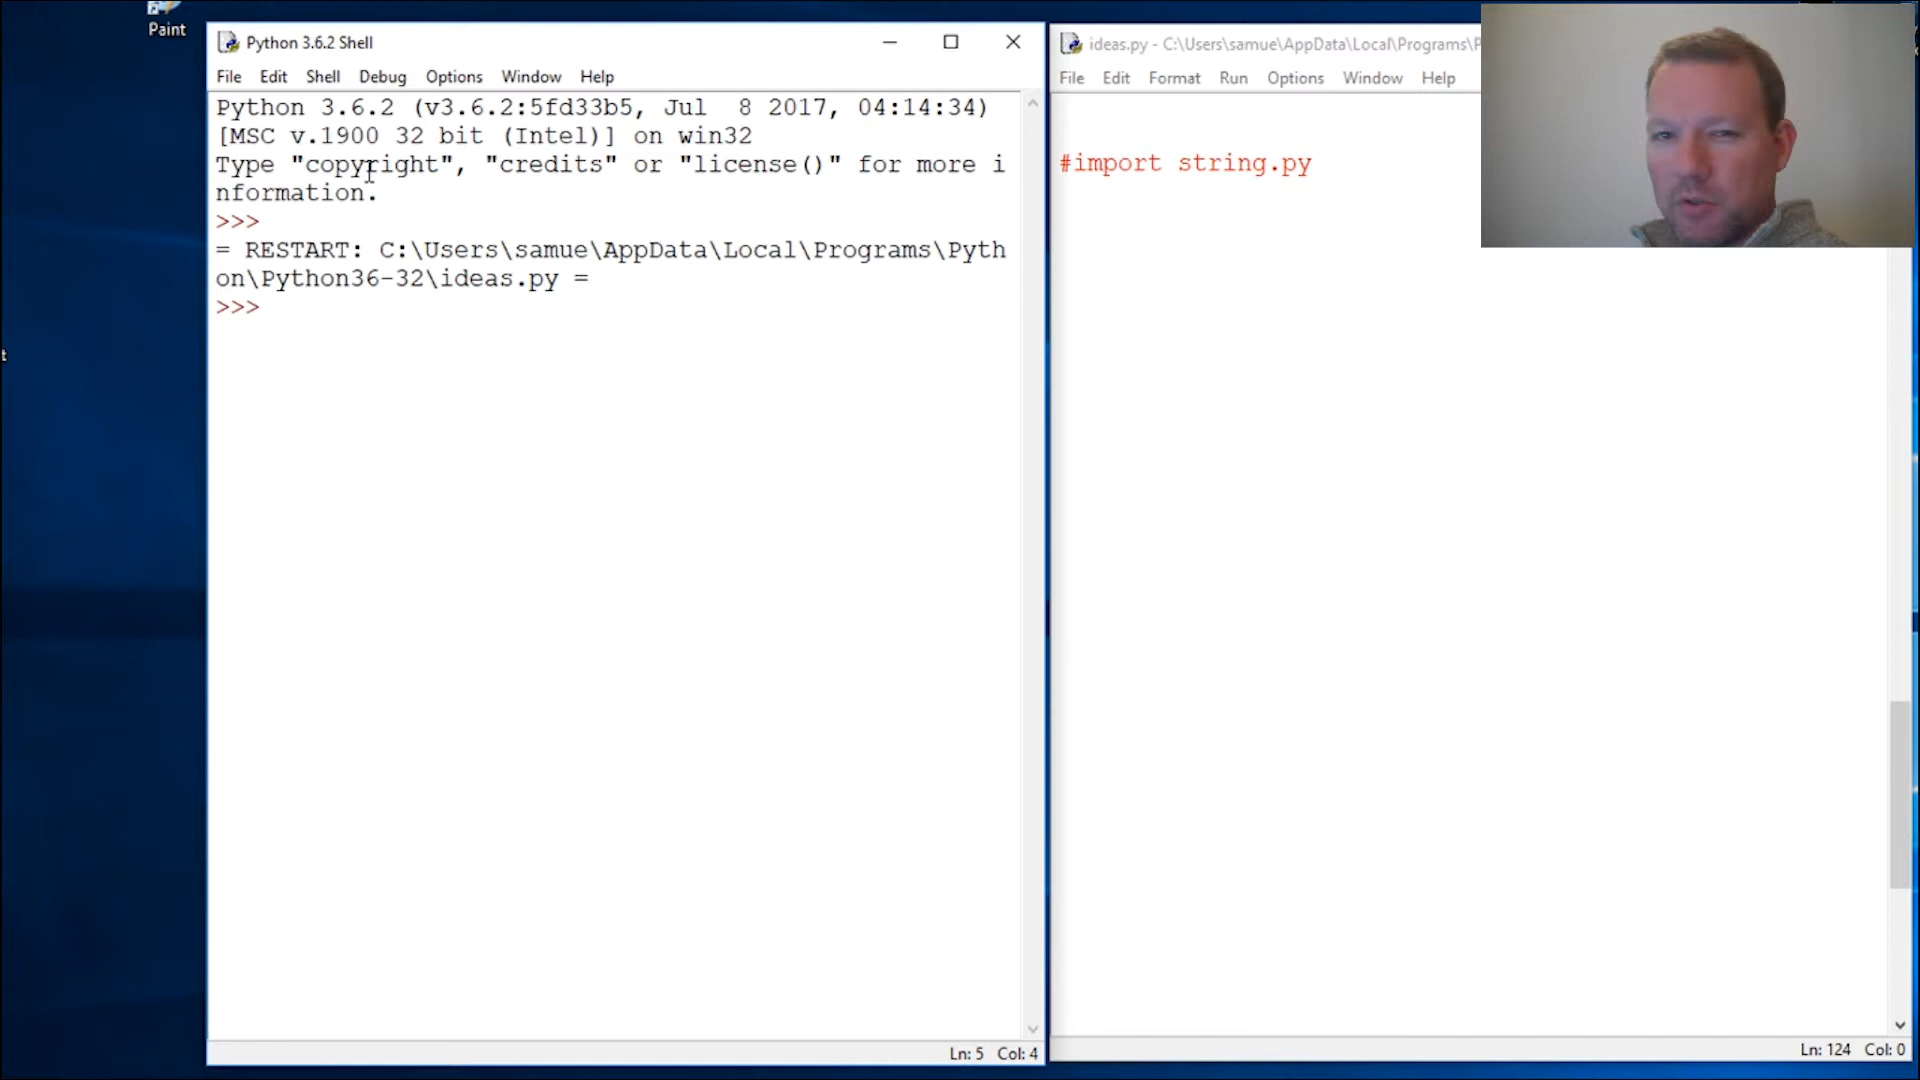 Paint
Python 3.6.2 Shell
File Edit Shell Debug Options Window Help
Python 3.6.2 (v3.6.2:5fd33b5, Jul  8 2017, 04:14:34)
[MSC v.1900 32 bit (Intel)] on win32
Type "copyright", "credits" or "license()" for more i
nformation.
>>>
= RESTART: C:\Users\samue\AppData\Local\Programs\Pyth
on\Python36-32\ideas.py =
>>>
Ln: 5 Col: 4
ideas.py - C:\Users\samue\AppData\Local\Programs\P
File Edit Format Run Options Window Help
#import string.py
Ln: 124 Col: 0
t